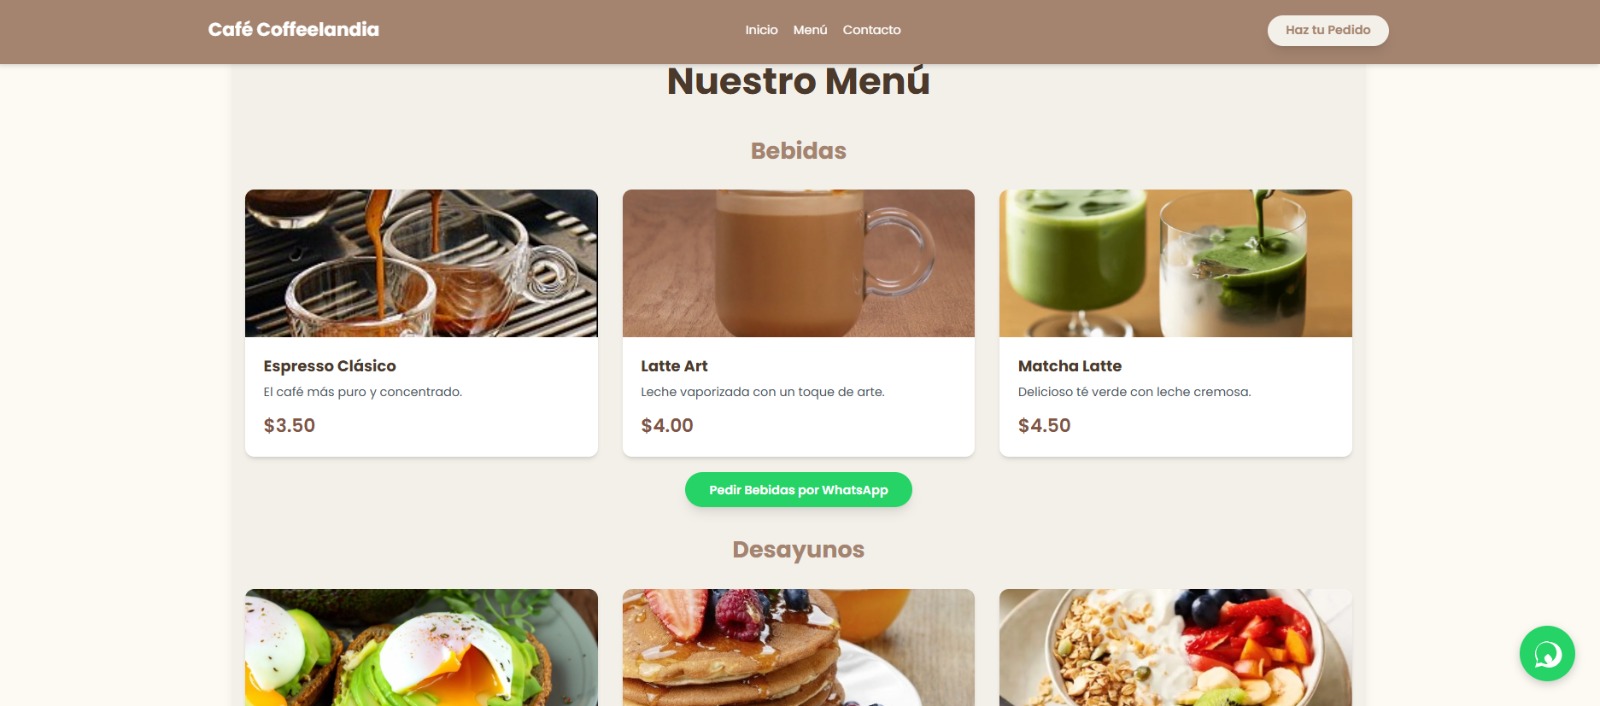 Café Coffeelandia
Inicio Menú Contacto
Haz tu Pedido
Nuestro Menú
Bebidas
Espresso Clásico
El café más puro y concentrado.
$3.50
Latte Art
Leche vaporizada con un toque de arte.
$4.00
Matcha Latte
Delicioso té verde con leche cremosa.
$4.50
Pedir Bebidas por WhatsApp
Desayunos